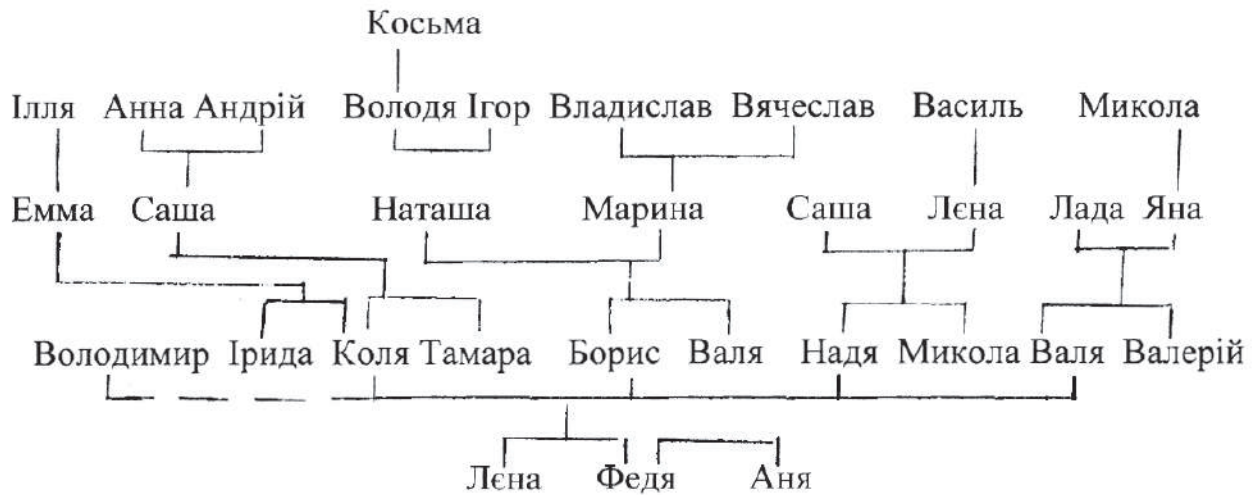 Косьма
Ілля Анна Андрій Володя Ігор Владислав Вячеслав Василь Микола
Емма Саша Наташа Марина Саша Лєна Лада Яна
Володимир Ірида Коля Тамара Борис Валя Надя Микола Валя Валерій
Лєна Федя Аня